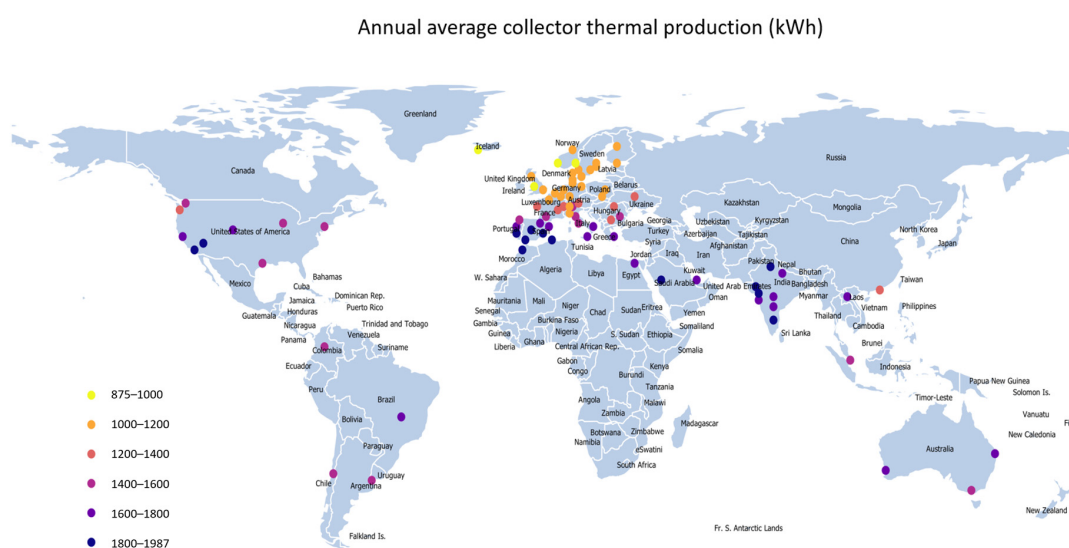 Annual average collector thermal production (kWh)
Greenland
Iceland
Norway
Sweden
Russia
Canada
Denmark
Latvia
United Kingdom
Ireland
Germany
Poland
Belarus
Luxembourg
Austria
Ukraine
Kazakhstan
Mongolia
France
Hungary
United States of America
Portugal
Spain
Italy
Bulgaria
Georgia
Uzbekistan
Kyrgyzstan
Greece
Turkey
Azerbaijan
Tajikistan
North Korea
China
Japan
Tunisia
Syria
Afghanistan
Morocco
Jordan
Iraq
Iran
Pakistan
Nepal
Algeria
Libya
Egypt
Kuwait
Bhutan
Bahamas
W. Sahara
Saudi Arabia
United Arab Emirates
India
Bangladesh
Taiwan
Mexico
Cuba
Oman
Myanmar
Laos
Dominican Rep.
Jamaica
Puerto Rico
Mauritania
Mali
Niger
Chad
Sudan
Eritrea
Yemen
Thailand
Vietnam
Philippines
Guatemala
Honduras
Senegal
Nicaragua
Trinidad and Tobago
Gambia
Burkina Faso
Somaliland
Cambodia
Panama
Venezuela
Guinea
Nigeria
S. Sudan
Ethiopia
Sri Lanka
Colombia
Suriname
Liberia
Ghana
Central African Rep.
Somalia
Brunei
Ecuador
Gabon
Kenya
Indonesia
Congo
Burundi
Peru
Tanzania
Papua New Guinea
875–1000
Brazil
Angola
Malawi
Timor-Leste
Solomon Is.
Zambia
Vanuatu
1000–1200
Bolivia
Madagascar
Fi
Botswana
Zimbabwe
New Caledonia
Namibia
1200–1400
Paraguay
eSwatini
Australia
South Africa
Uruguay
1400–1600
Chile
Argentina
New Zealand
1600–1800
Fr. S. Antarctic Lands
Falkland Is.
1800–1987